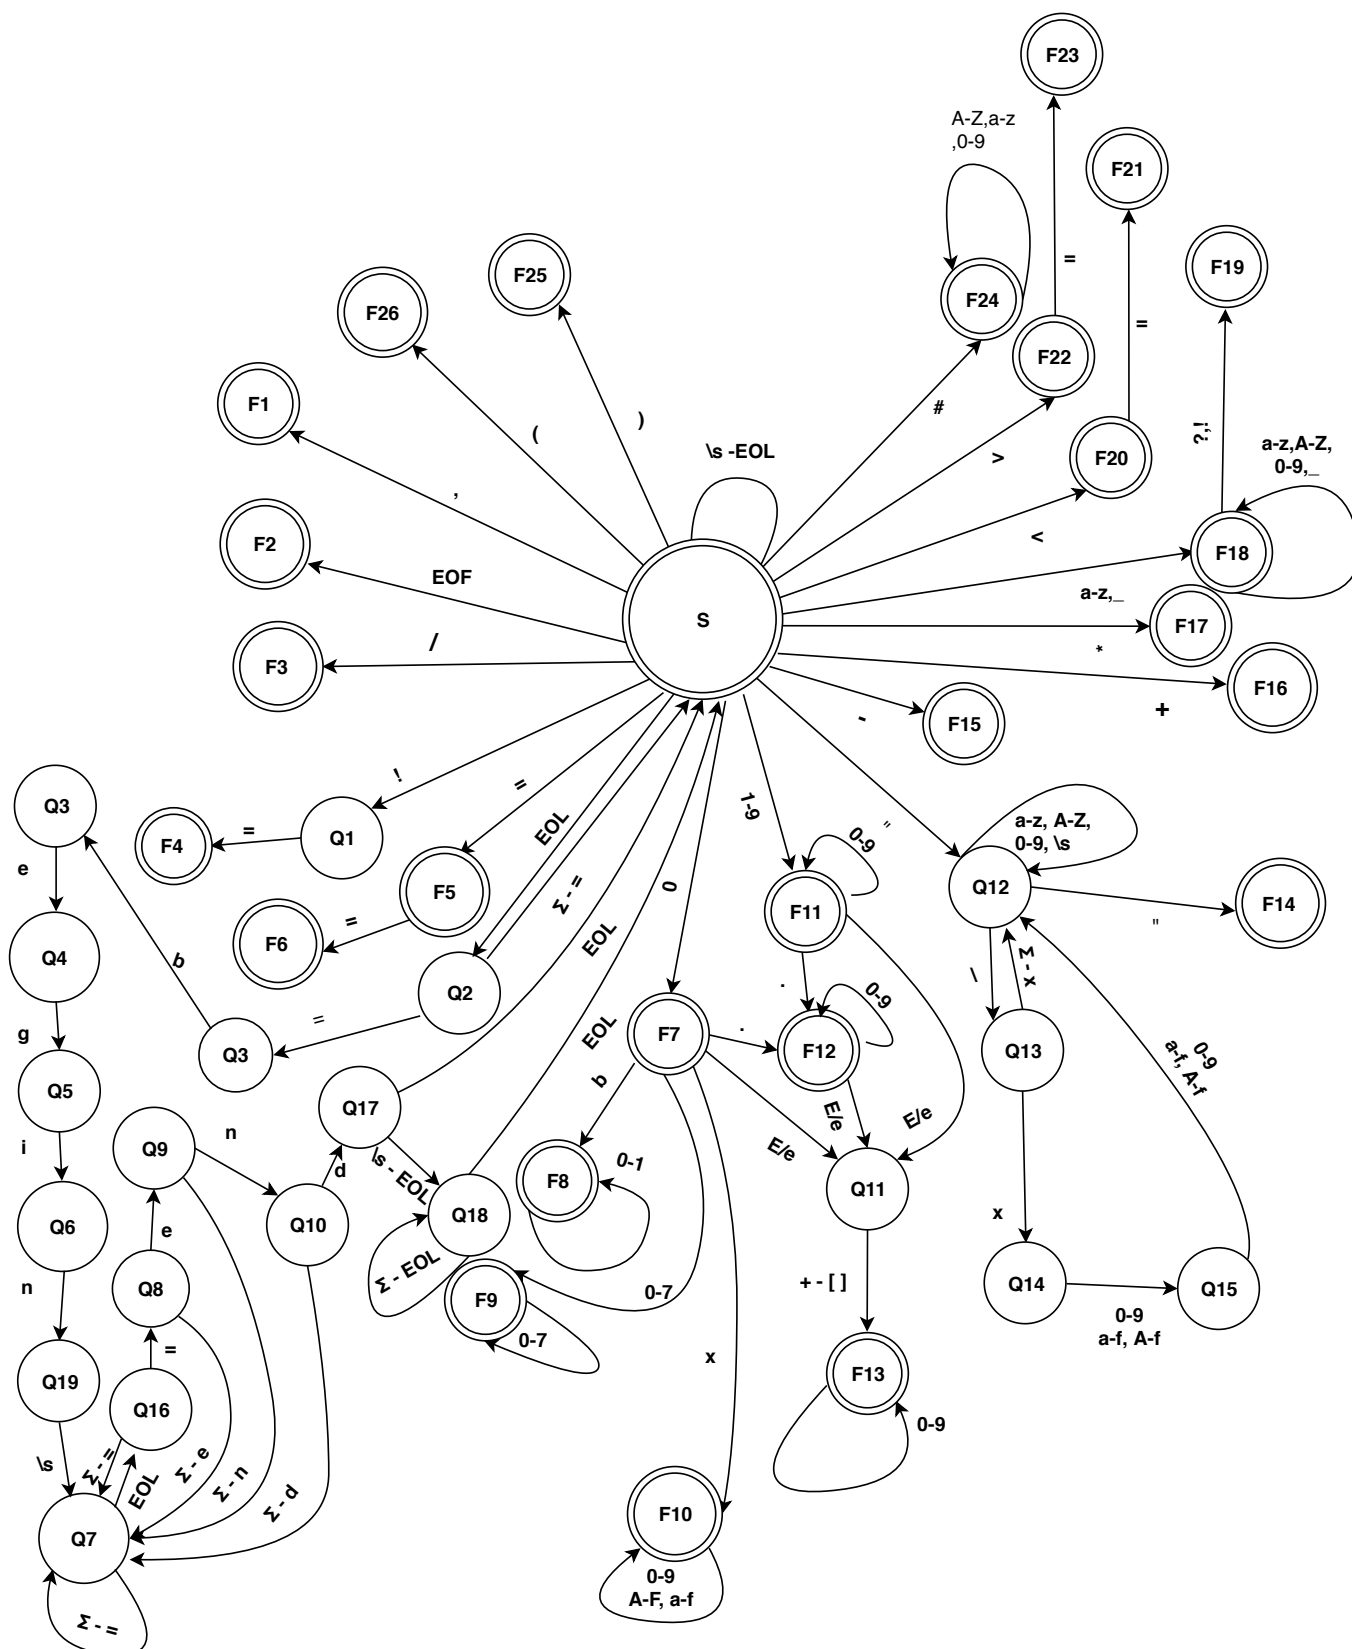 F23
A-Z,a-z
,0-9
F21
F25
=
F19
F26
F24
=
F22
F1
#
?,!
(
)
\s -EOL
>
F20
a-z,A-Z,
0-9,_
,
F2
EOF
<
F18
a-z,_
S
F17
/
F3
*
F16
-
+
F15
!
=
Q3
1-9
EOL
"
0-9
a-z, A-Z,
0-9, \s
F4
=
Q1
e
F5
Σ - =
0
Q12
F14
F11
=
"
F6
EOL
Q4
b
\
Σ - x
Q2
.
0-9
=
g
EOL
F7
.
F12
Q13
Q3
0-9
a-f, A-f
Q5
b
Q17
E/e
E/e
n
i
Q9
E/e
\s - EOL
d
0-1
F8
Q11
Q6
Q10
Q18
x
e
Σ - EOL
n
Q8
F9
0-7
+ - [ ]
Q14
Q15
0-9
a-f, A-f
0-7
=
x
Q19
F13
Q16
0-9
\s
Σ - =
Σ - e
Σ - n
EOL
Σ - d
F10
Q7
0-9
A-F, a-f
Σ - =